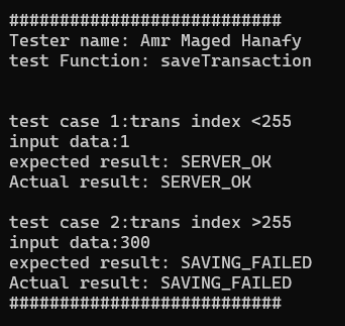 ###########################
Tester name: Amr Maged Hanafy
test Function: saveTransaction
test case 1:trans index <255
input data:1
expected result: SERVER_OK
Actual result: SERVER_OK
test case 2:trans index >255
input data:300
expected result: SAVING_FAILED
Actual result: SAVING_FAILED
###########################